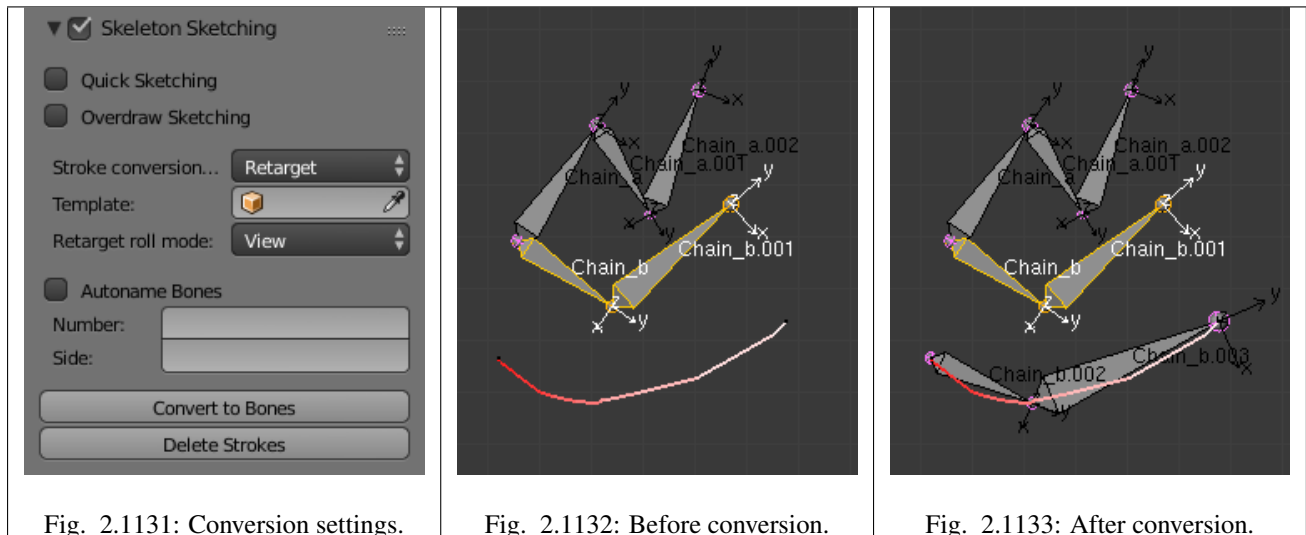 Skeleton Sketching
Quick Sketching
Overdraw Sketching
Stroke conversion... Retarget
Template:
Retarget roll mode: View
Autoname Bones
Number:
Side:
Convert to Bones
Delete Strokes
Fig. 2.1131: Conversion settings.
y
y
x
x
Chain_a.002
Chain_a.001
Chain_a
y
x
x
Chain_b.001
Chain_b
x
y
Fig. 2.1132: Before conversion.
y
y
x
x
Chain_a.002
Chain_a.001
Chain_a
y
x
x
Chain_b.001
Chain_b
x
y
y
Chain_b.003
x
Chain_b.002
y
x
Fig. 2.1133: After conversion.